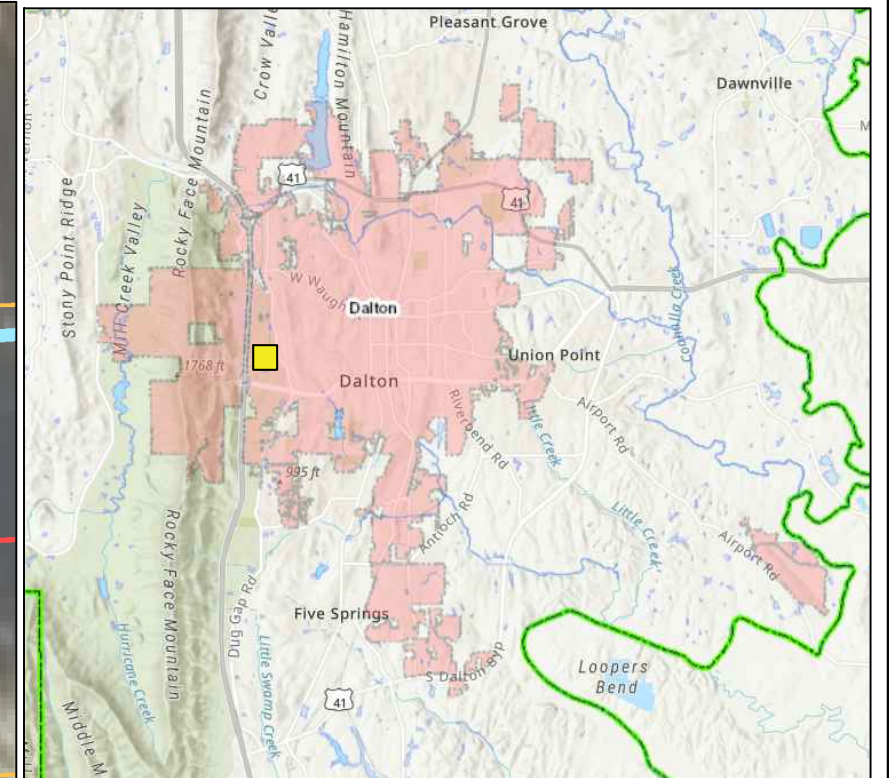 Pleasant Grove
Dawnville
Crow Valle
Hamilton Mountain
Rocky Face Mountain
41
41
Stony Point Ridge
Mill Creek Valley
W Waugh
Dalton
Coahulla Creek
1768 ft
Union Point
Dalton
Riverbend Rd
Airport Rd
ttle Creek
995 ft
Little Creek
Antioch Rd
Airport Rd
Rocky Face Mountain
Dug Gap Rd
Five Springs
Hurricane Creek
Little Swamp Creek
S Dalton Byp
Loopers
Bend
41
Middle M